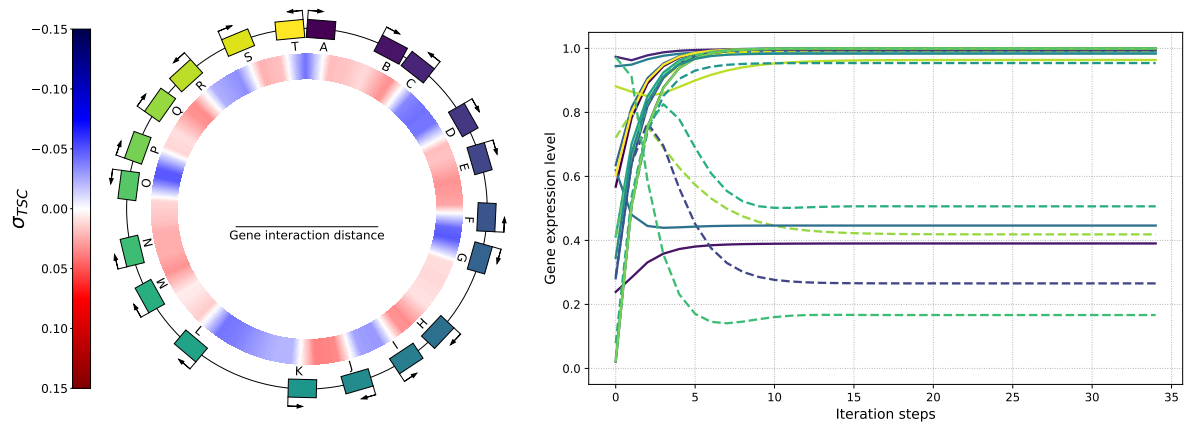 −0.15
−0.10
−0.05
0.00
0.05
0.10
0.15
σTSC
A
B
C
D
E
F
G
H
I
J
K
L
M
N
O
P
Q
R
S
T
Gene interaction distance
Gene expression level
1.0
0.8
0.6
0.4
0.2
0.0
0
5
10
15
20
25
30
35
Iteration steps